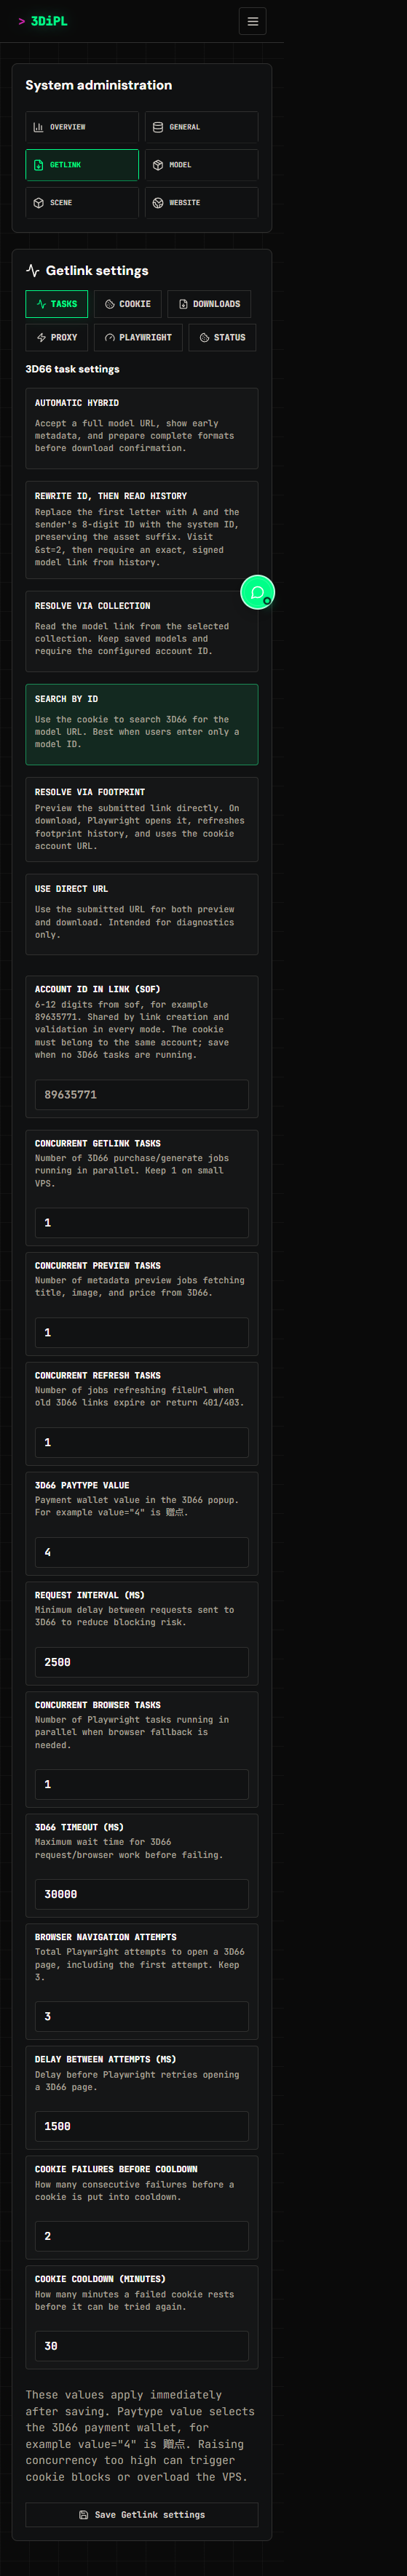 > 3DiPL
System administration
OVERVIEW
GENERAL
GETLINK
MODEL
SCENE
WEBSITE
Getlink settings
TASKS
COOKIE
DOWNLOADS
PROXY
PLAYWRIGHT
STATUS
3D66 task settings
AUTOMATIC HYBRID
Accept a full model URL, show early
metadata, and prepare complete formats
before download confirmation.
REWRITE ID, THEN READ HISTORY
Replace the first letter with A and the
sender's 8-digit ID with the system ID,
preserving the asset suffix. Visit
&st=2, then require an exact, signed
model link from history.
RESOLVE VIA COLLECTION
Read the model link from the selected
collection. Keep saved models and
require the configured account ID.
SEARCH BY ID
Use the cookie to search 3D66 for the
model URL. Best when users enter only a
model ID.
RESOLVE VIA FOOTPRINT
Preview the submitted link directly. On
download, Playwright opens it, refreshes
footprint history, and uses the cookie
account URL.
USE DIRECT URL
Use the submitted URL for both preview
and download. Intended for diagnostics
only.
ACCOUNT ID IN LINK (SOF)
6-12 digits from sof, for example
89635771. Shared by link creation and
validation in every mode. The cookie
must belong to the same account; save
when no 3D66 tasks are running.
89635771
CONCURRENT GETLINK TASKS
Number of 3D66 purchase/generate jobs
running in parallel. Keep 1 on small
VPS.
1
CONCURRENT PREVIEW TASKS
Number of metadata preview jobs fetching
title, image, and price from 3D66.
1
CONCURRENT REFRESH TASKS
Number of jobs refreshing fileUrl when
old 3D66 links expire or return 401/403.
1
3D66 PAYTYPE VALUE
Payment wallet value in the 3D66 popup.
For example value="4" is 赠点.
4
REQUEST INTERVAL (MS)
Minimum delay between requests sent to
3D66 to reduce blocking risk.
2500
CONCURRENT BROWSER TASKS
Number of Playwright tasks running in
parallel when browser fallback is
needed.
1
3D66 TIMEOUT (MS)
Maximum wait time for 3D66
request/browser work before failing.
30000
BROWSER NAVIGATION ATTEMPTS
Total Playwright attempts to open a 3D66
page, including the first attempt. Keep
3.
3
DELAY BETWEEN ATTEMPTS (MS)
Delay before Playwright retries opening
a 3D66 page.
1500
COOKIE FAILURES BEFORE COOLDOWN
How many consecutive failures before a
cookie is put into cooldown.
2
COOKIE COOLDOWN (MINUTES)
How many minutes a failed cookie rests
before it can be tried again.
30
These values apply immediately
after saving. Paytype value selects
the 3D66 payment wallet, for
example value="4" is 赠点. Raising
concurrency too high can trigger
cookie blocks or overload the VPS.
Save Getlink settings